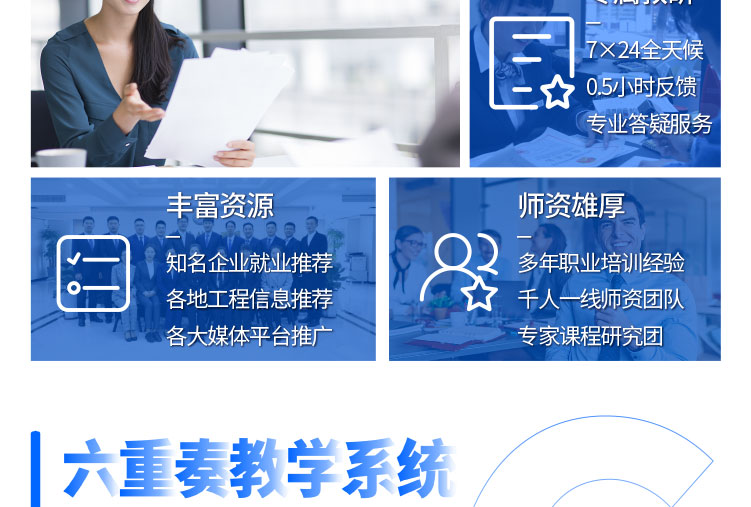 7×24全天候
0.5小时反馈
专业答疑服务
丰富资源
知名企业就业推荐
各地工程信息推荐
各大媒体平台推广
师资雄厚
多年职业培训经验
千人一线师资团队
专家课程研究团
六重奏教学系统